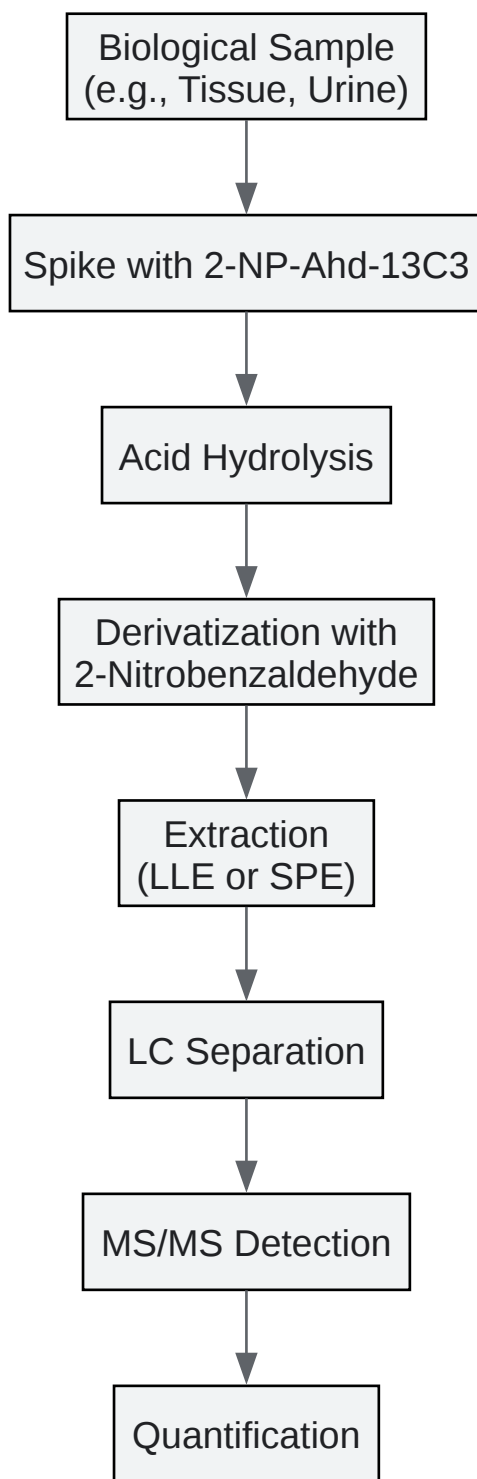 Biological Sample
(e.g., Tissue, Urine)
Spike with 2-NP-Ahd-13C3
Acid Hydrolysis
Derivatization with
2-Nitrobenzaldehyde
Extraction
(LLE or SPE)
LC Separation
MS/MS Detection
Quantification